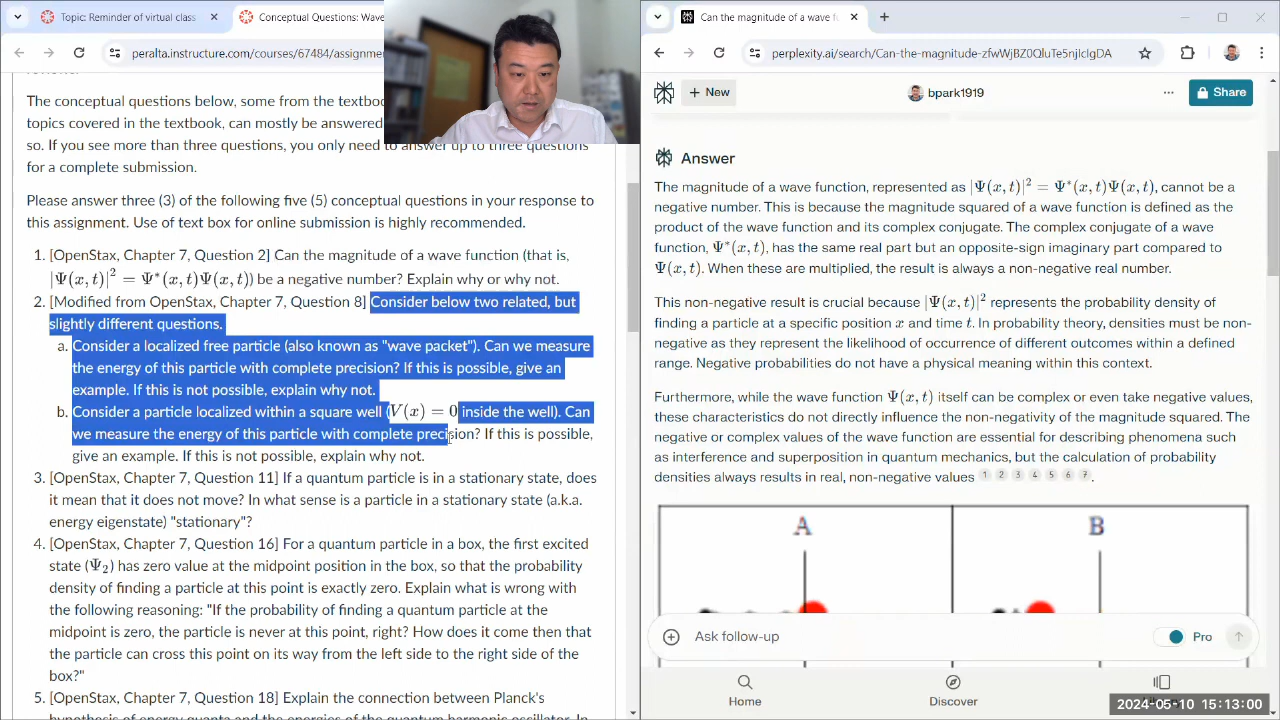 Topic: Reminder of virtual class
Conceptual Questions: Wave
peralta.instructure.com/courses/67484/assignme
The conceptual questions below, some from the textbo
topics covered in the textbook, can mostly be answered
so. If you see more than three questions, you only need to answer up to three questions
for a complete submission.
Please answer three (3) of the following five (5) conceptual questions in your response to
this assignment. Use of text box for online submission is highly recommended.
1. [OpenStax, Chapter 7, Question 2] Can the magnitude of a wave function (that is,
|Ψ(x, t)|² = Ψ*(x, t)Ψ(x, t)) be a negative number? Explain why or why not.
2. [Modified from OpenStax, Chapter 7, Question 8] Consider below two related, but
slightly different questions.
a. Consider a localized free particle (also known as "wave packet"). Can we measure
the energy of this particle with complete precision? If this is possible, give an
example. If this is not possible, explain why not.
b. Consider a particle localized within a square well (V(x) = 0 inside the well). Can
we measure the energy of this particle with complete precision? If this is possible,
give an example. If this is not possible, explain why not.
3. [OpenStax, Chapter 7, Question 11] If a quantum particle is in a stationary state, does
it mean that it does not move? In what sense is a particle in a stationary state (a.k.a.
energy eigenstate) "stationary"?
4. [OpenStax, Chapter 7, Question 16] For a quantum particle in a box, the first excited
state (Ψ₂) has zero value at the midpoint position in the box, so that the probability
density of finding a particle at this point is exactly zero. Explain what is wrong with
the following reasoning: "If the probability of finding a quantum particle at the
midpoint is zero, the particle is never at this point, right? How does it come then that
the particle can cross this point on its way from the left side to the right side of the
box?"
5. [OpenStax, Chapter 7, Question 18] Explain the connection between Planck's
hypothesis of energy quanta and the energies of the quantum harmonic oscillator. In
Can the magnitude of a wave f
perplexity.ai/search/Can-the-magnitude-zfwWjBZ0QluTe5njJtLgDA
New
bpark1919
Share
Answer
The magnitude of a wave function, represented as |Ψ(x, t)|² = Ψ*(x, t)Ψ(x, t), cannot be a
negative number. This is because the magnitude squared of a wave function is defined as the
product of the wave function and its complex conjugate. The complex conjugate of a wave
function, Ψ*(x, t), has the same real part but an opposite-sign imaginary part compared to
Ψ(x, t). When these are multiplied, the result is always a non-negative real number.
This non-negative result is crucial because |Ψ(x, t)|² represents the probability density of
finding a particle at a specific position x and time t. In probability theory, densities must be non-
negative as they represent the likelihood of occurrence of different outcomes within a defined
range. Negative probabilities do not have a physical meaning within this context.
Furthermore, while the wave function Ψ(x, t) itself can be complex or even take negative values,
these characteristics do not directly influence the non-negativity of the magnitude squared. The
negative or complex values of the wave function are essential for describing phenomena such
as interference and superposition in quantum mechanics, but the calculation of probability
densities always results in real, non-negative values 1 2 3 4 5 6 7.
A B
Ask follow-up
Pro
Home
Discover
2024-05-10 15:13:00